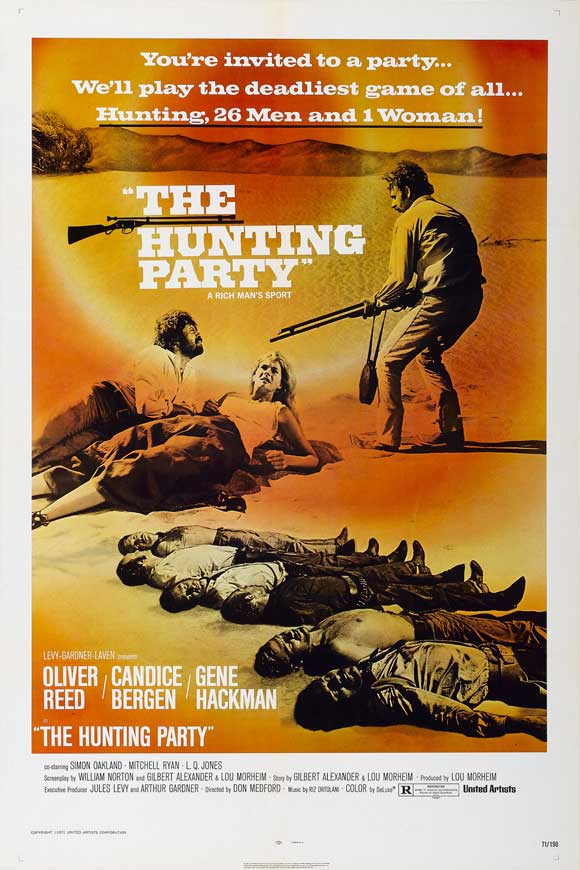 You're invited to a party...
We'll play the deadliest game of all...
Hunting, 26 Men and 1 Woman!
"THE
HUNTING
PARTY"
A RICH MAN'S SPORT
LEVY-GARDNER-LAVEN presents
OLIVER REED / CANDICE BERGEN / GENE HACKMAN
in
"THE HUNTING PARTY"
co-starring SIMON OAKLAND · MITCHELL RYAN · L. Q. JONES
Screenplay by WILLIAM NORTON and GILBERT ALEXANDER & LOU MORHEIM · Story by GILBERT ALEXANDER & LOU MORHEIM · Produced by LOU MORHEIM
Executive Producer JULES LEVY and ARTHUR GARDNER · Directed by DON MEDFORD · Music by RIZ ORTOLANI · COLOR by DeLuxe® R RESTRICTED United Artists
COPYRIGHT ©1971 UNITED ARTISTS CORPORATION
71/190